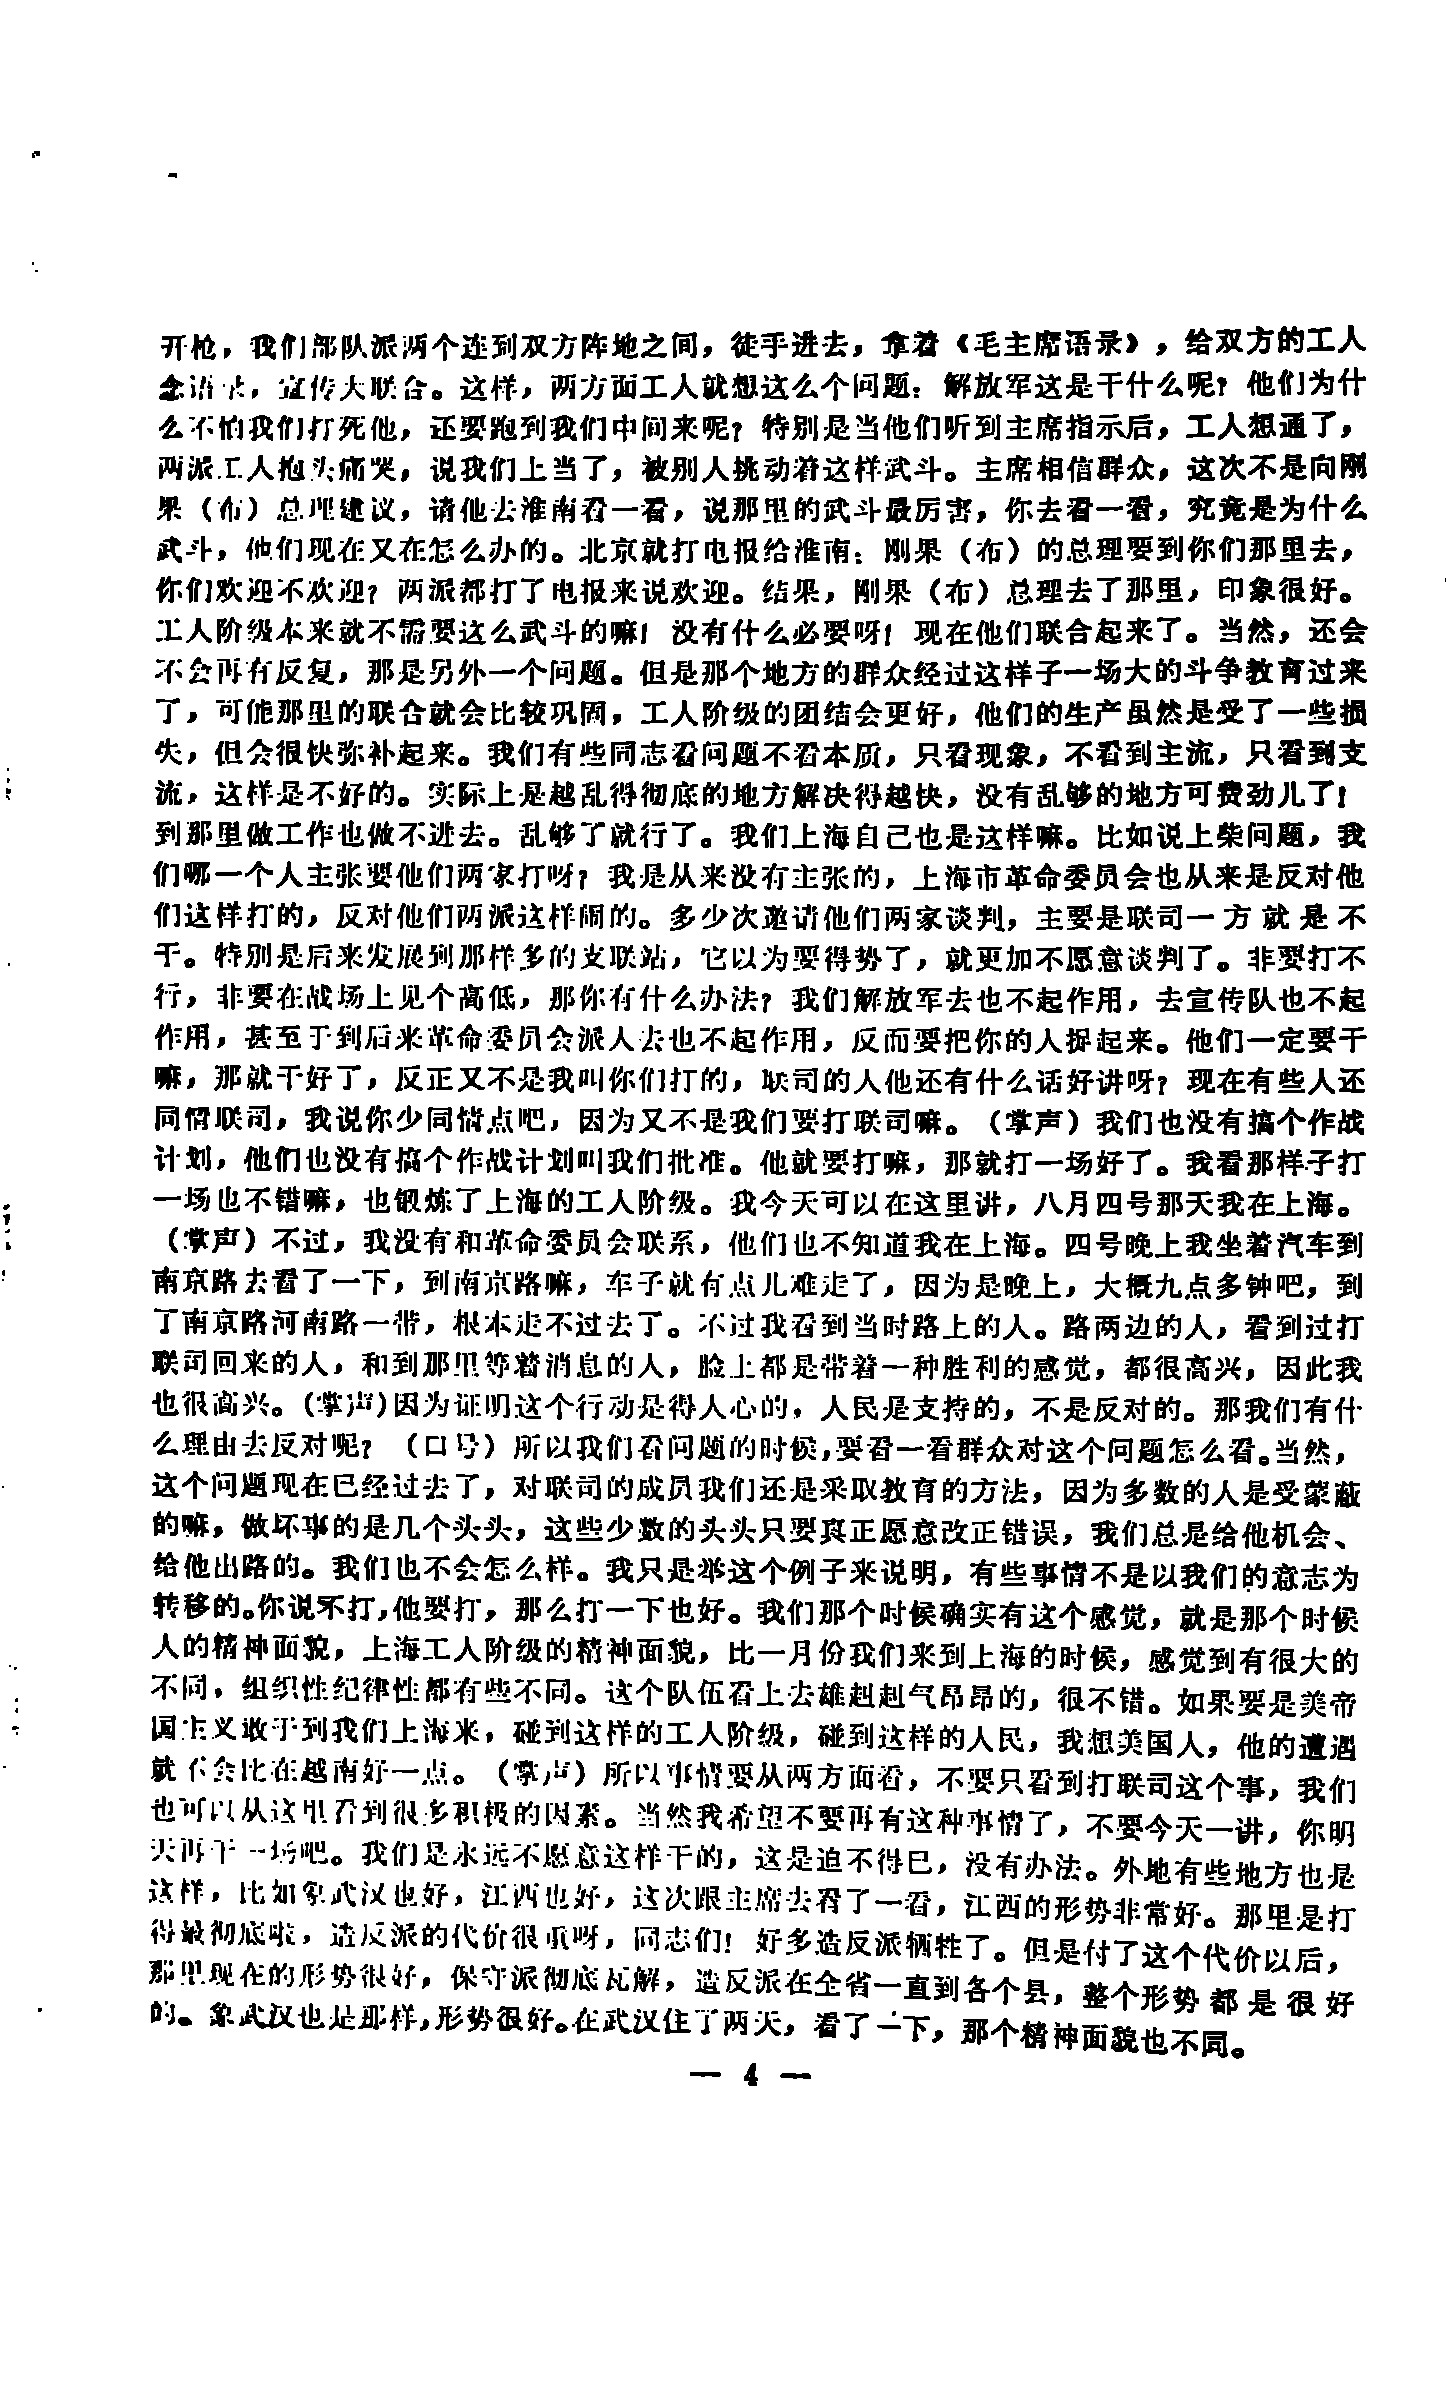 开枪，我们部队派两个连到双方阵地之间，徒手进去，拿着《毛主席语录》，给双方的工人
念语录，宣传大联合。这样，两方面工人就想这么个问题：解放军这是干什么呢？他们为什
么不怕我们打死他，还要跑到我们中间来呢？特别是当他们听到主席指示后，工人想通了，
两派工人抱头痛哭，说我们上当了，被别人挑动着这样武斗。主席相信群众，这次不是向刚
果（布）总理建议，请他去淮南看一看，说那里的武斗最厉害，你去看一看，究竟是为什么
武斗，他们现在又在怎么办的。北京就打电报给淮南：刚果（布）的总理要到你们那里去，
你们欢迎不欢迎？两派都打了电报来说欢迎。结果，刚果（布）总理去了那里，印象很好。
工人阶级本来就不需要这么武斗的嘛！没有什么必要呀！现在他们联合起来了。当然，还会
不会再有反复，那是另外一个问题。但是那个地方的群众经过这样子一场大的斗争教育过来
了，可能那里的联合就会比较巩固，工人阶级的团结会更好，他们的生产虽然是受了一些损
失，但会很快弥补起来。我们有些同志看问题不看本质，只看现象，不看到主流，只看到支
流，这样是不好的。实际上是越乱得彻底的地方解决得越快，没有乱够的地方可费劲儿了！
到那里做工作也做不进去。乱够了就行了。我们上海自己也是这样嘛。比如说上柴问题，我
们哪一个人主张要他们两家打呀？我是从来没有主张的，上海市革命委员会也从来是反对他
们这样打的，反对他们两派这样闹的。多少次邀请他们两家谈判，主要是联司一方就是不
干。特别是后来发展到那样多的支联站，它以为要得势了，就更加不愿意谈判了。非要打不
行，非要在战场上见个高低，那你有什么办法？我们解放军去也不起作用，去宣传队也不起
作用，甚至于到后来革命委员会派人去也不起作用，反而要把你的人捉起来。他们一定要干
嘛，那就干好了，反正又不是我叫你们打的，联司的人他还有什么话好讲呀？现在有些人还
同情联司，我说你少同情点吧，因为又不是我们要打联司嘛。（掌声）我们也没有搞个作战
计划，他们也没有搞个作战计划叫我们批准。他就要打嘛，那就打一场好了。我看那样子打
一场也不错嘛，也锻炼了上海的工人阶级。我今天可以在这里讲，八月四号那天我在上海。
（掌声）不过，我没有和革命委员会联系，他们也不知道我在上海。四号晚上我坐着汽车到
南京路去看了一下，到南京路嘛，车子就有点儿难走了，因为是晚上，大概九点多钟吧，到
了南京路河南路一带，根本走不过去了。不过我看到当时路上的人。路两边的人，看到过打
联司回来的人，和到那里等着消息的人，脸上都是带着一种胜利的感觉，都很高兴，因此我
也很高兴。（掌声）因为证明这个行动是得人心的，人民是支持的，不是反对的。那我们有什
么理由去反对呢？（口号）所以我们看问题的时候，要看一看群众对这个问题怎么看。当然，
这个问题现在已经过去了，对联司的成员我们还是采取教育的方法，因为多数的人是受蒙蔽
的嘛，做坏事的是几个头头，这些少数的头头只要真正愿意改正错误，我们总是给他机会、
给他出路的。我们也不会怎么样。我只是举这个例子来说明，有些事情不是以我们的意志为
转移的。你说不打，他要打，那么打一下也好。我们那个时候确实有这个感觉，就是那个时候
人的精神面貌，上海工人阶级的精神面貌，比一月份我们来到上海的时候，感觉到有很大的
不同，组织性纪律性都有些不同。这个队伍看上去雄赳赳气昂昂的，很不错。如果要是美帝
国主义敢于到我们上海来，碰到这样的工人阶级，碰到这样的人民，我想美国人，他的遭遇
就不会比在越南好一点。（掌声）所以事情要从两方面看，不要只看到打联司这个事，我们
也可以从这里看到很多积极的因素。当然我希望不要再有这种事情了，不要今天一讲，你明
天再干一场吧。我们是永远不愿意这样干的，这是迫不得已，没有办法。外地有些地方也是
这样，比如象武汉也好，江西也好，这次跟主席去看了一看，江西的形势非常好。那里是打
得最彻底啦，造反派的代价很重呀，同志们！好多造反派牺牲了。但是付了这个代价以后，
那里现在的形势很好，保守派彻底瓦解，造反派在全省一直到各个县，整个形势都是很好
的。象武汉也是那样，形势很好。在武汉住了两天，看了一下，那个精神面貌也不同。
— 4 —